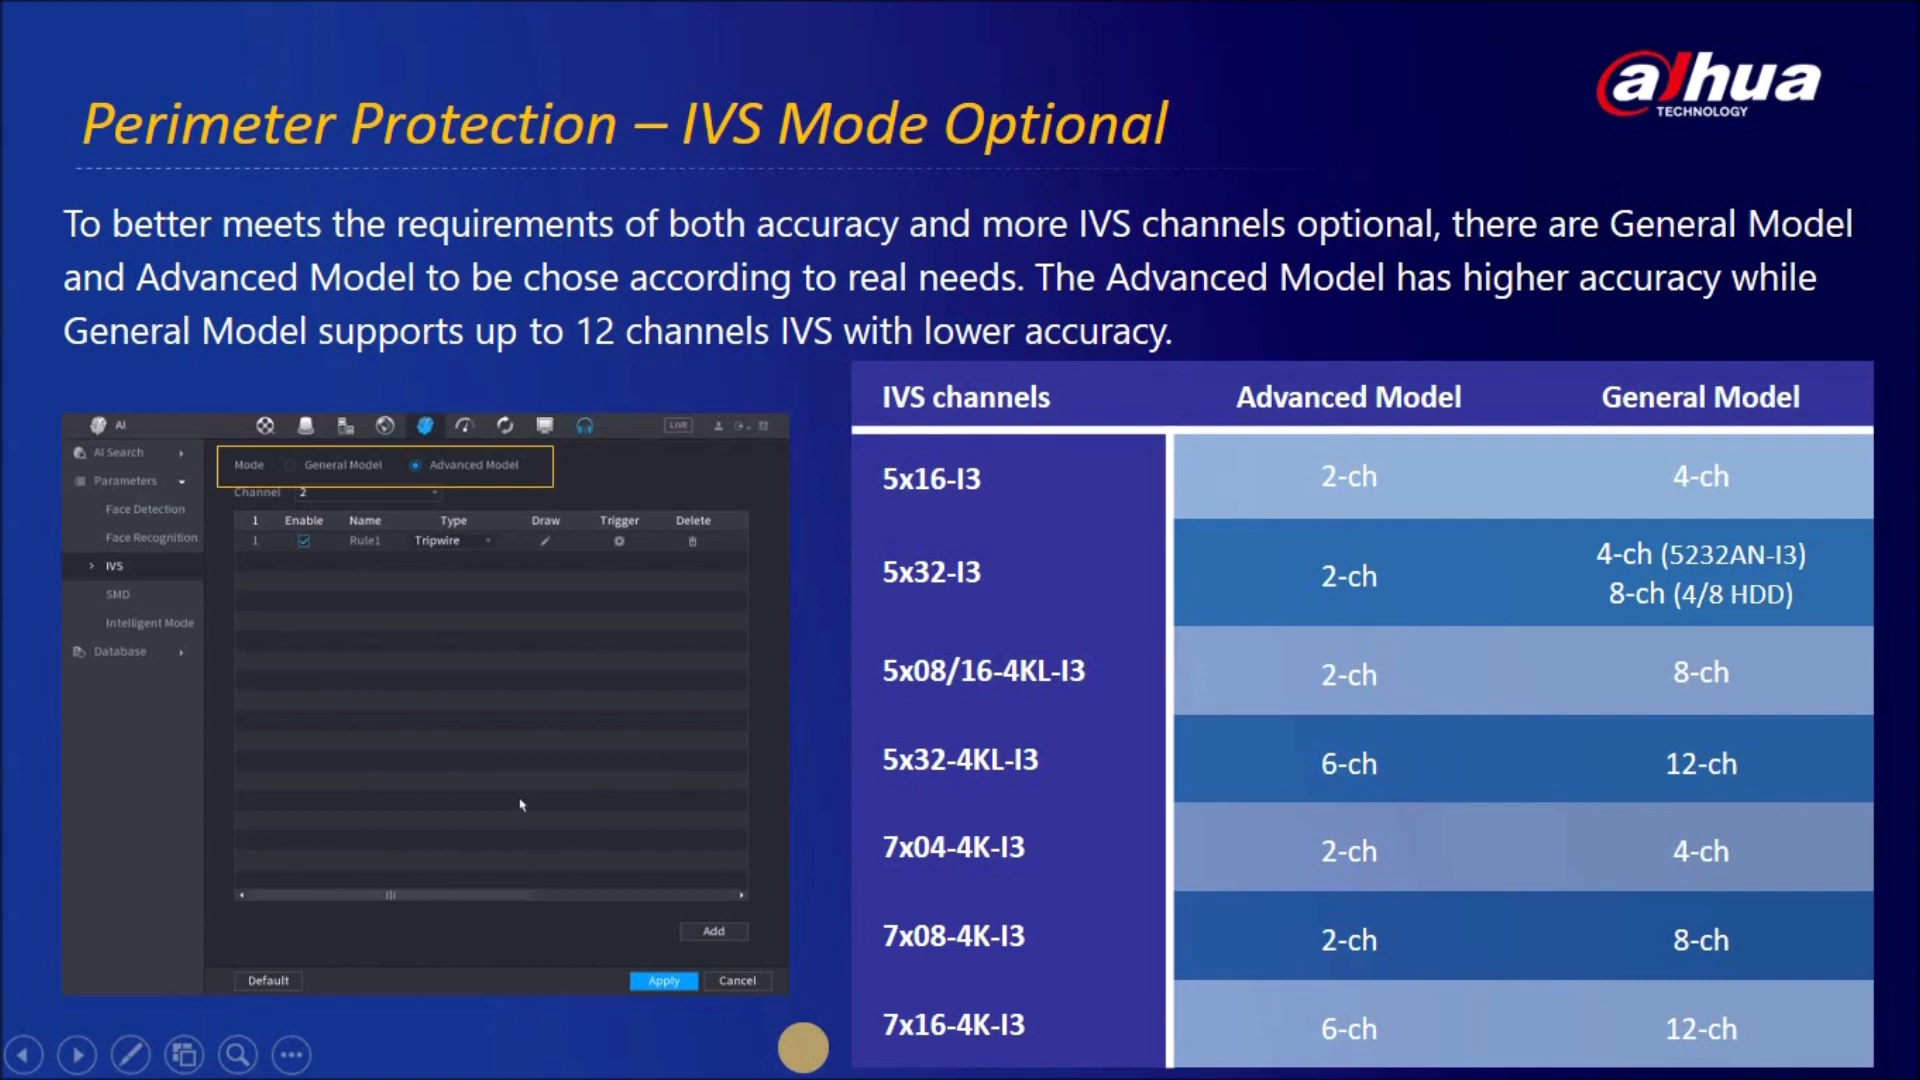 alhua
TECHNOLOGY
Perimeter Protection – IVS Mode Optional
To better meets the requirements of both accuracy and more IVS channels optional, there are General Model
and Advanced Model to be chose according to real needs. The Advanced Model has higher accuracy while
General Model supports up to 12 channels IVS with lower accuracy.
AI
LIVE
AI Search
Parameters
Face Detection
Face Recognition
IVS
SMD
Intelligent Mode
Database
Mode General Model Advanced Model
Channel 2
1 Enable Name Type Draw Trigger Delete
1 Rule1 Tripwire
Add
Default Apply Cancel
IVS channels Advanced Model General Model
5x16-I3 2-ch 4-ch
5x32-I3 2-ch 4-ch (5232AN-I3)
8-ch (4/8 HDD)
5x08/16-4KL-I3 2-ch 8-ch
5x32-4KL-I3 6-ch 12-ch
7x04-4K-I3 2-ch 4-ch
7x08-4K-I3 2-ch 8-ch
7x16-4K-I3 6-ch 12-ch